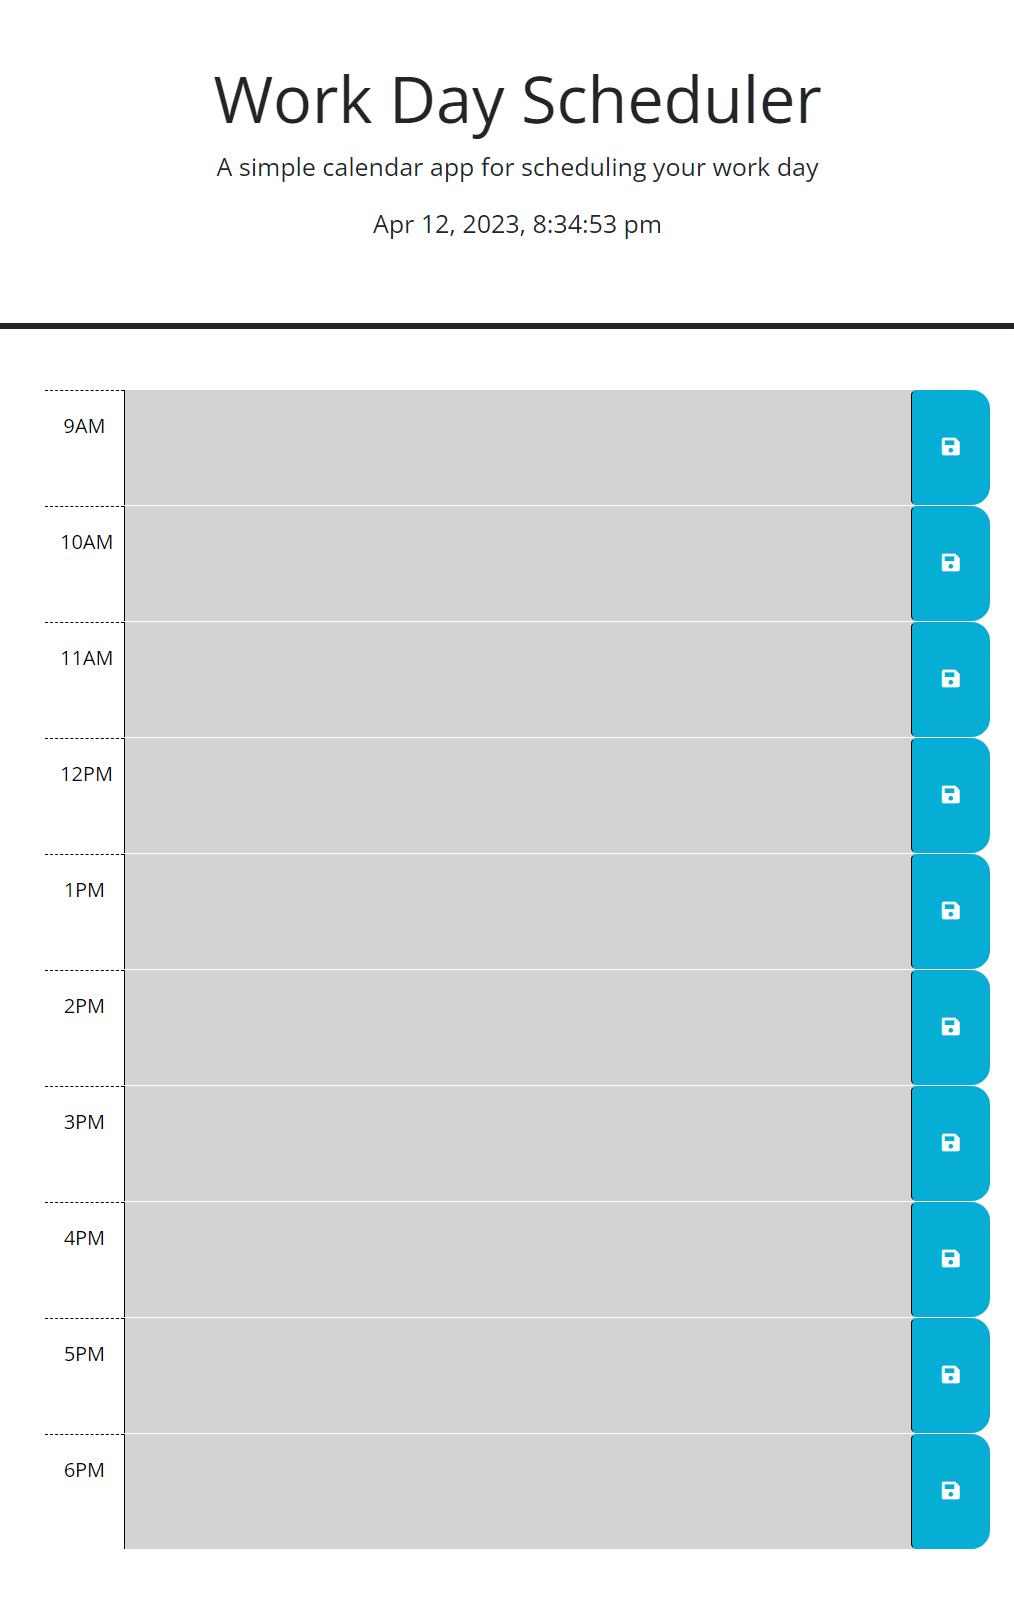 Work Day Scheduler
A simple calendar app for scheduling your work day
Apr 12, 2023, 8:34:53 pm
9AM
10AM
11AM
12PM
1PM
2PM
3PM
4PM
5PM
6PM